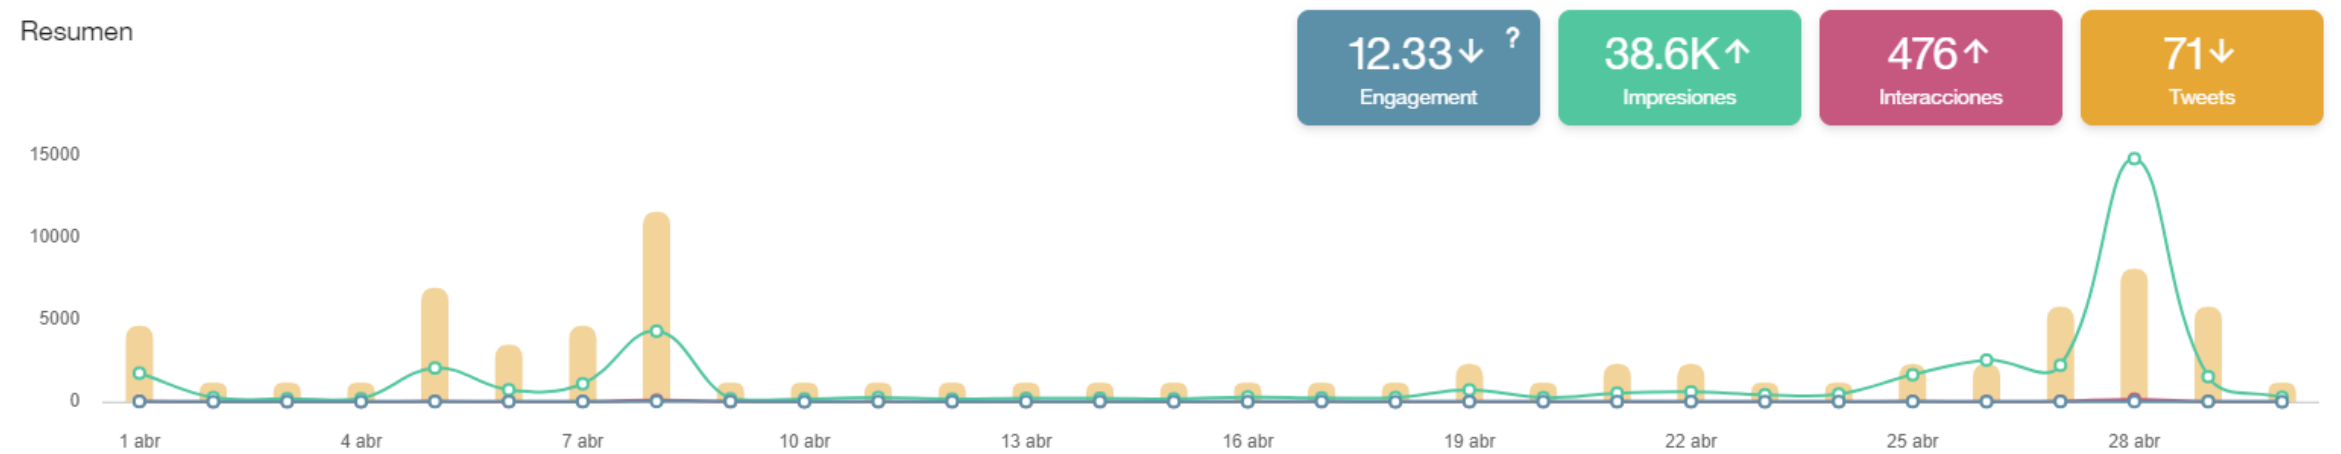 Resumen
12.33↓ ?
Engagement
38.6K↑
Impresiones
476↑
Interacciones
71↓
Tweets
15000
10000
5000
0
1 abr 4 abr 7 abr 10 abr 13 abr 16 abr 19 abr 22 abr 25 abr 28 abr